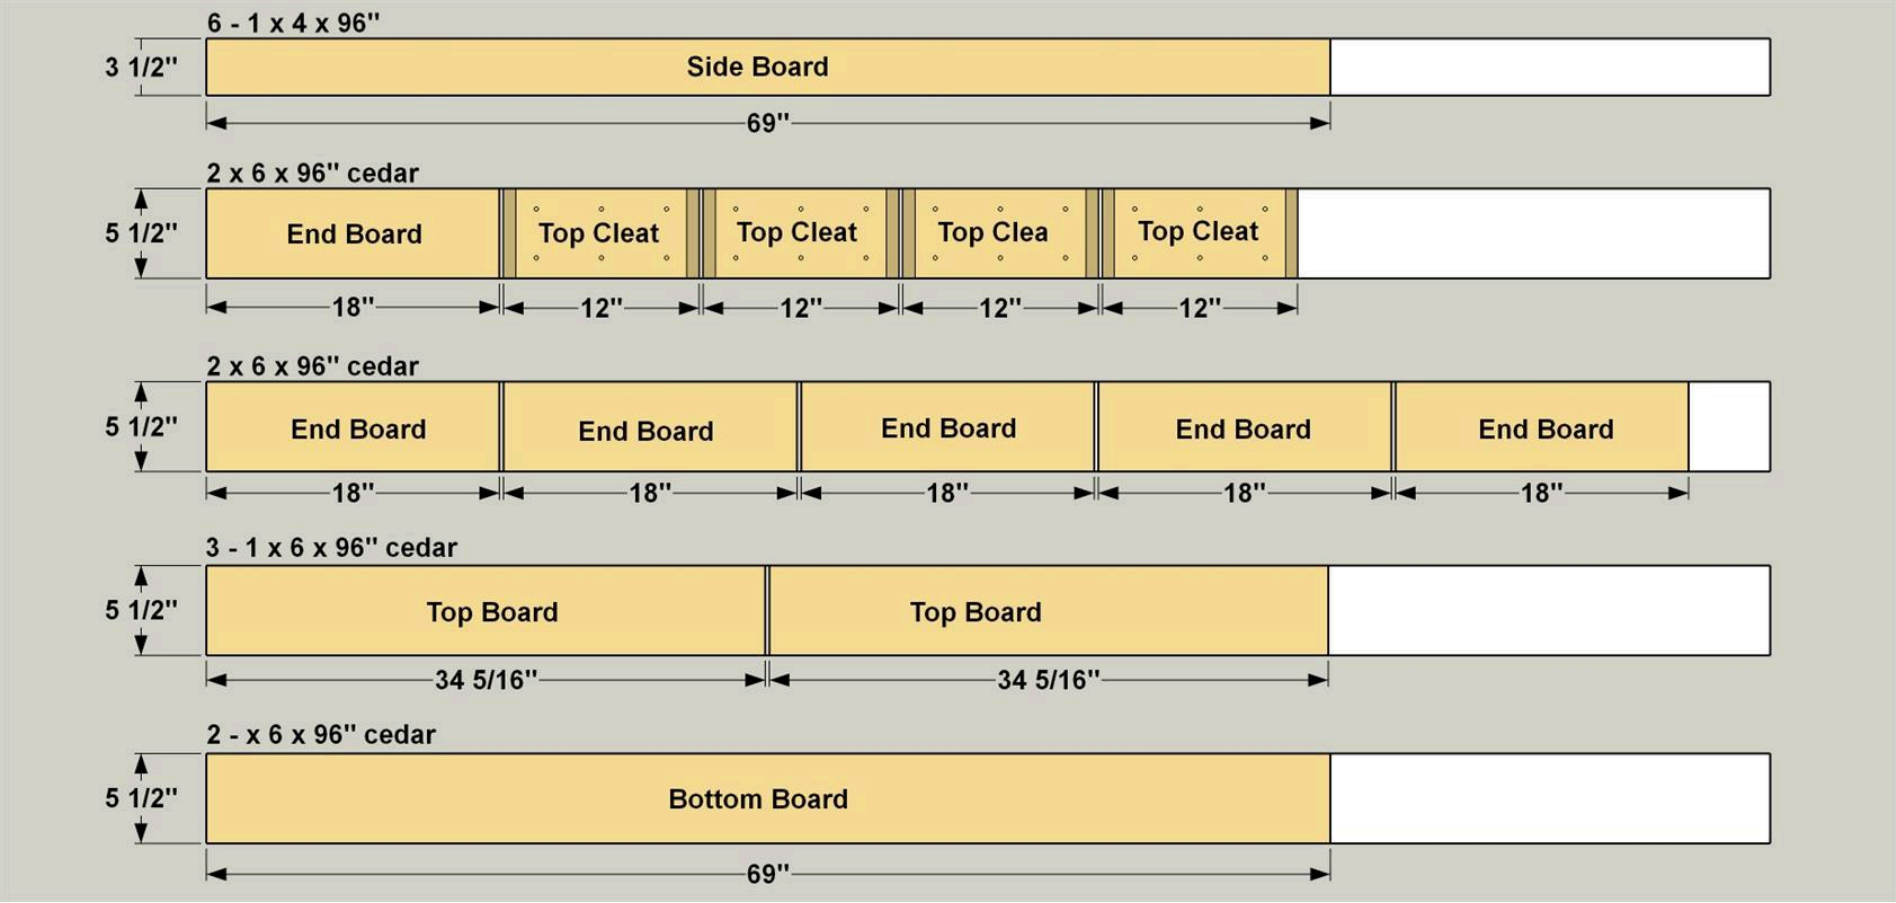 6 - 1 x 4 x 96"
3 1/2"
Side Board
69"
2 x 6 x 96" cedar
5 1/2"
End Board
Top Cleat
Top Cleat
Top Clea
Top Cleat
18"
12"
12"
12"
12"
2 x 6 x 96" cedar
5 1/2"
End Board
End Board
End Board
End Board
End Board
18"
18"
18"
18"
18"
3 - 1 x 6 x 96" cedar
5 1/2"
Top Board
Top Board
34 5/16"
34 5/16"
2 - x 6 x 96" cedar
5 1/2"
Bottom Board
69"